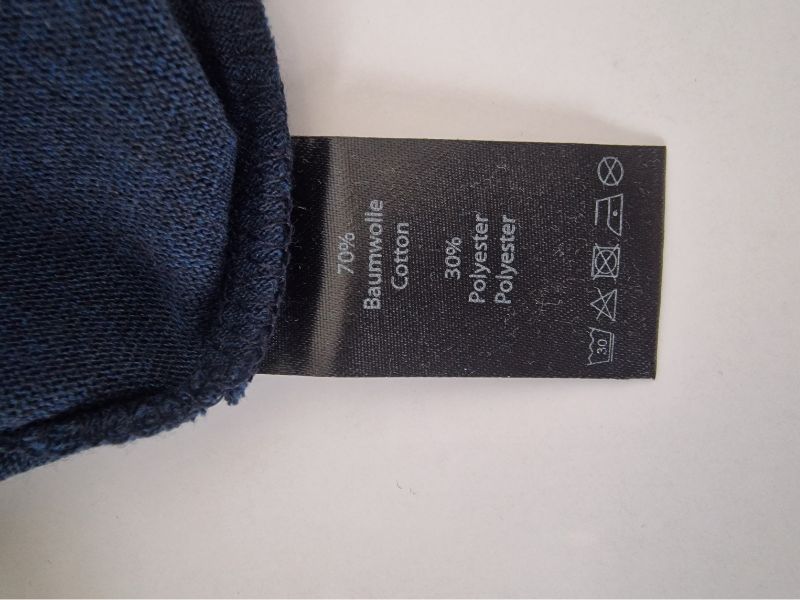 70%
Baumwolle
Cotton
30%
Polyester
Polyester
30